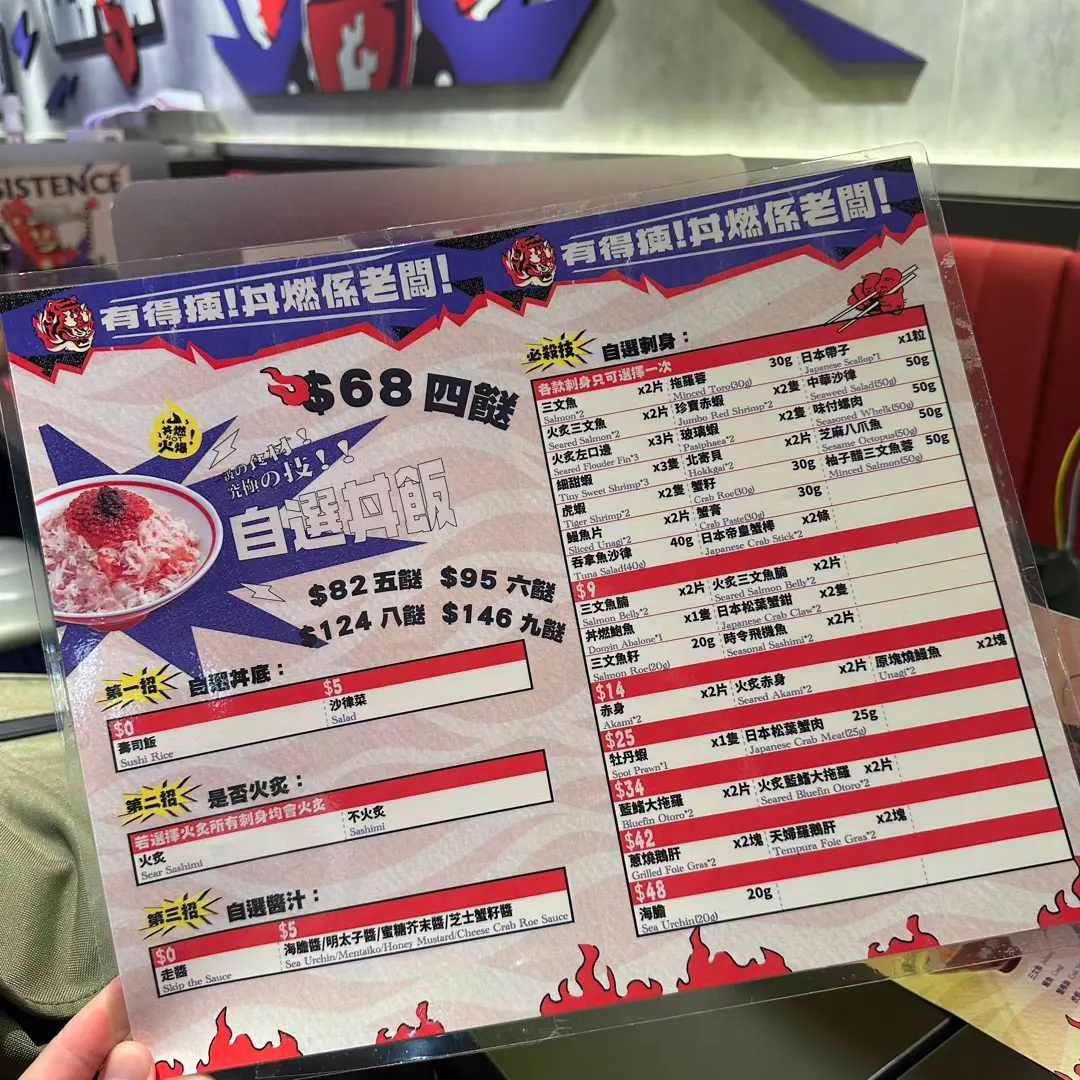 SISTENCE
有得揀!丼燃係老闆!
有得揀!丼燃係老闆!
$68 四餸
丼燃
NOT
火爆!
究極の技!!
自選丼飯
$82 五餸 $95 六餸
$124 八餸 $146 九餸
第一招 自選丼底:
$0 $5
壽司飯 沙律菜
Sushi Rice Salad
第二招 是否火炙:
若選擇火炙所有刺身均會火炙
火炙 不火炙
Sear Sashimi Sashimi
第三招 自選醬汁:
$0 $5
走醬 海膽醬/明太子醬/蜜糖芥末醬/芝士蟹籽醬
Skip the Sauce Sea Urchin/Mentaiko/Honey Mustard/Cheese Crab Roe Sauce
必殺技 自選刺身:
各款刺身只可選擇一次
三文魚 x2片 拖羅蓉 30g 日本帶子 x1粒
Salmon*2 Minced Toro(30g) Japanese Scallop*1
火炙三文魚 x2片 珍寶赤蝦 x2隻 中華沙律 50g
Seared Salmon*2 Jumbo Red Shrimp*2 Seaweed Salad(50g)
火炙左口邊 x3片 玻璃蝦 x2隻 味付螺肉 50g
Seared Flouder Fin*3 Pasiphaea*2 Seasoned Whelk(50g)
細甜蝦 x3隻 北寄貝 x2片 芝麻八爪魚 50g
Tiny Sweet Shrimp*3 Hokkgai*2 Sesame Octopus(50g)
虎蝦 x2隻 蟹籽 30g 柚子醋三文魚蓉 50g
Tiger Shrimp*2 Crab Roe(30g) Minced Salmon(50g)
鰻魚片 x2片 蟹膏 30g
Sliced Unagi*2 Crab Paste(30g)
吞拿魚沙律 40g 日本帝皇蟹棒 x2條
Tuna Salad(40g) Japanese Crab Stick*2
$9
三文魚腩 x2片 火炙三文魚腩 x2片
Salmon Belly*2 Seared Salmon Belly*2
丼燃鮑魚 x1隻 日本松葉蟹鉗 x2隻
Donyin Abalone*1 Japanese Crab Claw*2
三文魚籽 20g 時令飛機魚 x2片
Salmon Roe(20g) Seasonal Sashimi*2
$14
赤身 x2片 火炙赤身 x2片 原塊燒鰻魚 x2塊
Akami*2 Seared Akami*2 Unagi*2
$25
牡丹蝦 x1隻 日本松葉蟹肉 25g
Spot Prawn*1 Japanese Crab Meat(25g)
$34
藍鰭大拖羅 x2片 火炙藍鰭大拖羅 x2片
Bluefin Otoro*2 Seared Bluefin Otoro*2
$42
蔥燒鵝肝 x2塊 天婦羅鵝肝 x2塊
Grilled Foie Gras*2 Tempura Foie Gras*2
$48
海膽 20g
Sea Urchin(20g)